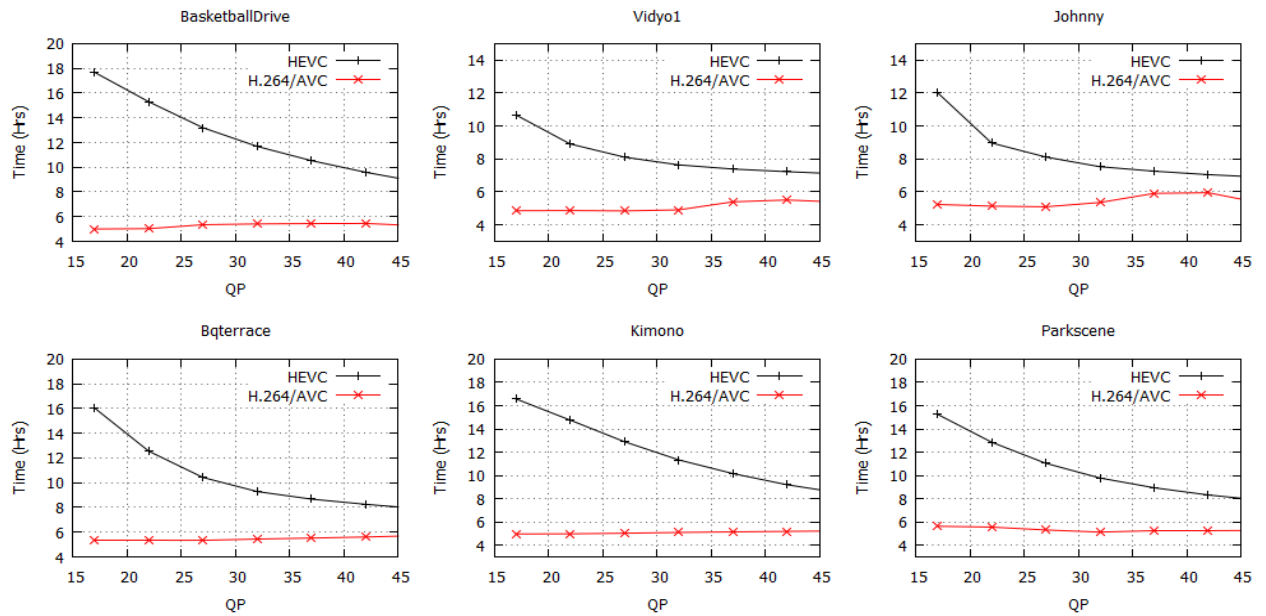 BasketballDrive
20
18
16
14
12
10
8
6
4
Time (Hrs)
HEVC
H.264/AVC
15 20 25 30 35 40 45
QP
Vidyo1
14
12
10
8
6
4
Time (Hrs)
HEVC
H.264/AVC
15 20 25 30 35 40 45
QP
Johnny
14
12
10
8
6
4
Time (Hrs)
HEVC
H.264/AVC
15 20 25 30 35 40 45
QP
Bqterrace
20
18
16
14
12
10
8
6
4
Time (Hrs)
HEVC
H.264/AVC
15 20 25 30 35 40 45
QP
Kimono
20
18
16
14
12
10
8
6
4
Time (Hrs)
HEVC
H.264/AVC
15 20 25 30 35 40 45
QP
Parkscene
20
18
16
14
12
10
8
6
4
Time (Hrs)
HEVC
H.264/AVC
15 20 25 30 35 40 45
QP